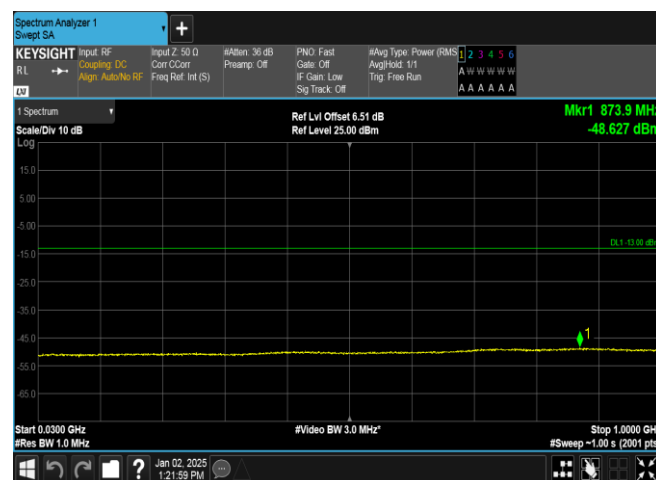 Spectrum Analyzer 1
Swept SA
+
KEYSIGHT
RL
LXI
Input: RF
Coupling: DC
Align: Auto/No RF
Input Z: 50 Ω
Corr CCorr
Freq Ref: Int (S)
#Atten: 36 dB
Preamp: Off
PNO: Fast
Gate: Off
IF Gain: Low
Sig Track: Off
#Avg Type: Power (RMS
Avg|Hold: 1/1
Trig: Free Run
1 2 3 4 5 6
A W W W W W
A A A A A A
1 Spectrum
Scale/Div 10 dB
Log
Ref Lvl Offset 6.51 dB
Ref Level 25.00 dBm
Mkr1 873.9 MHz
-48.627 dBm
15.0
5.00
-5.00
-15.0
-25.0
-35.0
-45.0
-55.0
-65.0
DL1 -13.00 dBm
1
Start 0.0300 GHz
#Res BW 1.0 MHz
#Video BW 3.0 MHz*
Stop 1.0000 GH
#Sweep ~1.00 s (2001 pts
?
Jan 02, 2025
1:21:59 PM